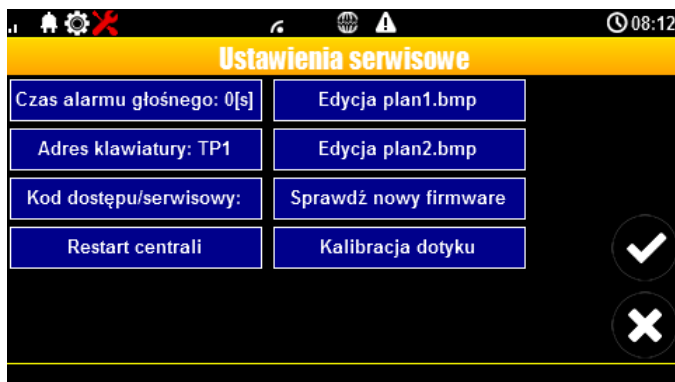 08:12
Ustawienia serwisowe
Czas alarmu głośnego: 0[s]
Edycja plan1.bmp
Adres klawiatury: TP1
Edycja plan2.bmp
Kod dostępu/serwisowy:
Sprawdź nowy firmware
Restart centrali
Kalibracja dotyku